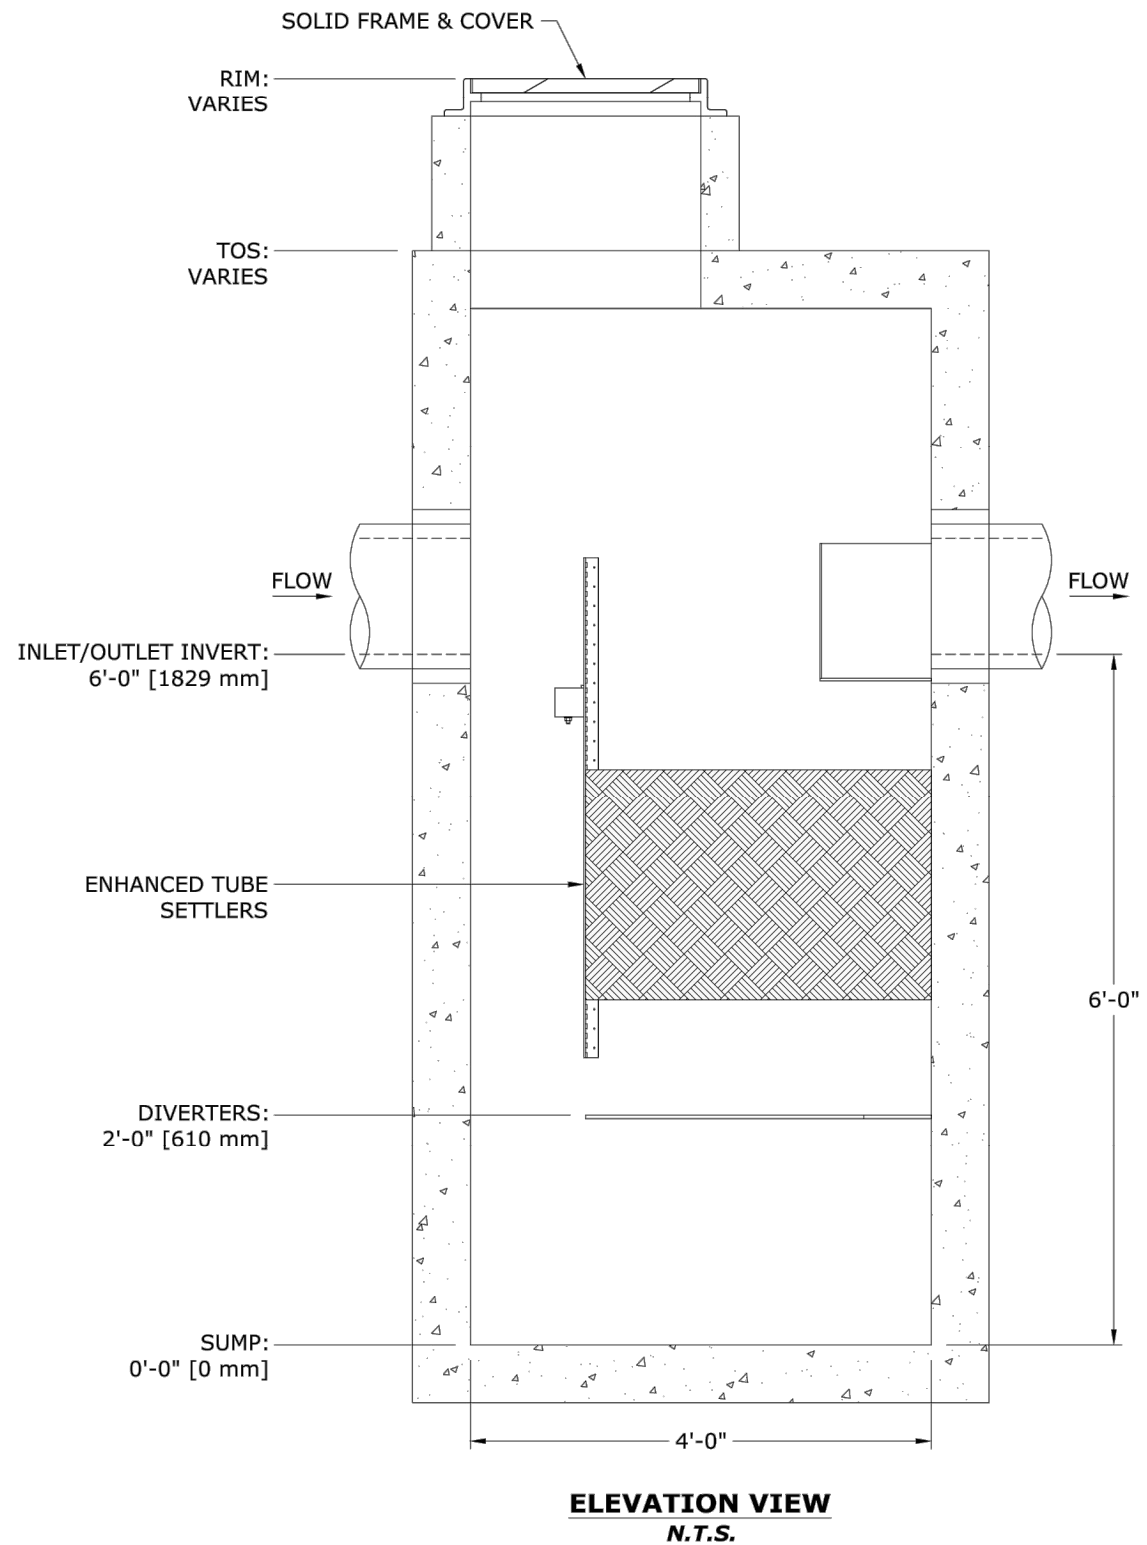 SOLID FRAME & COVER
RIM:
VARIES
TOS:
VARIES
FLOW
FLOW
INLET/OUTLET INVERT:
6'-0" [1829 mm]
ENHANCED TUBE
SETTLERS
6'-0"
DIVERTERS:
2'-0" [610 mm]
SUMP:
0'-0" [0 mm]
4'-0"
ELEVATION VIEW
N.T.S.